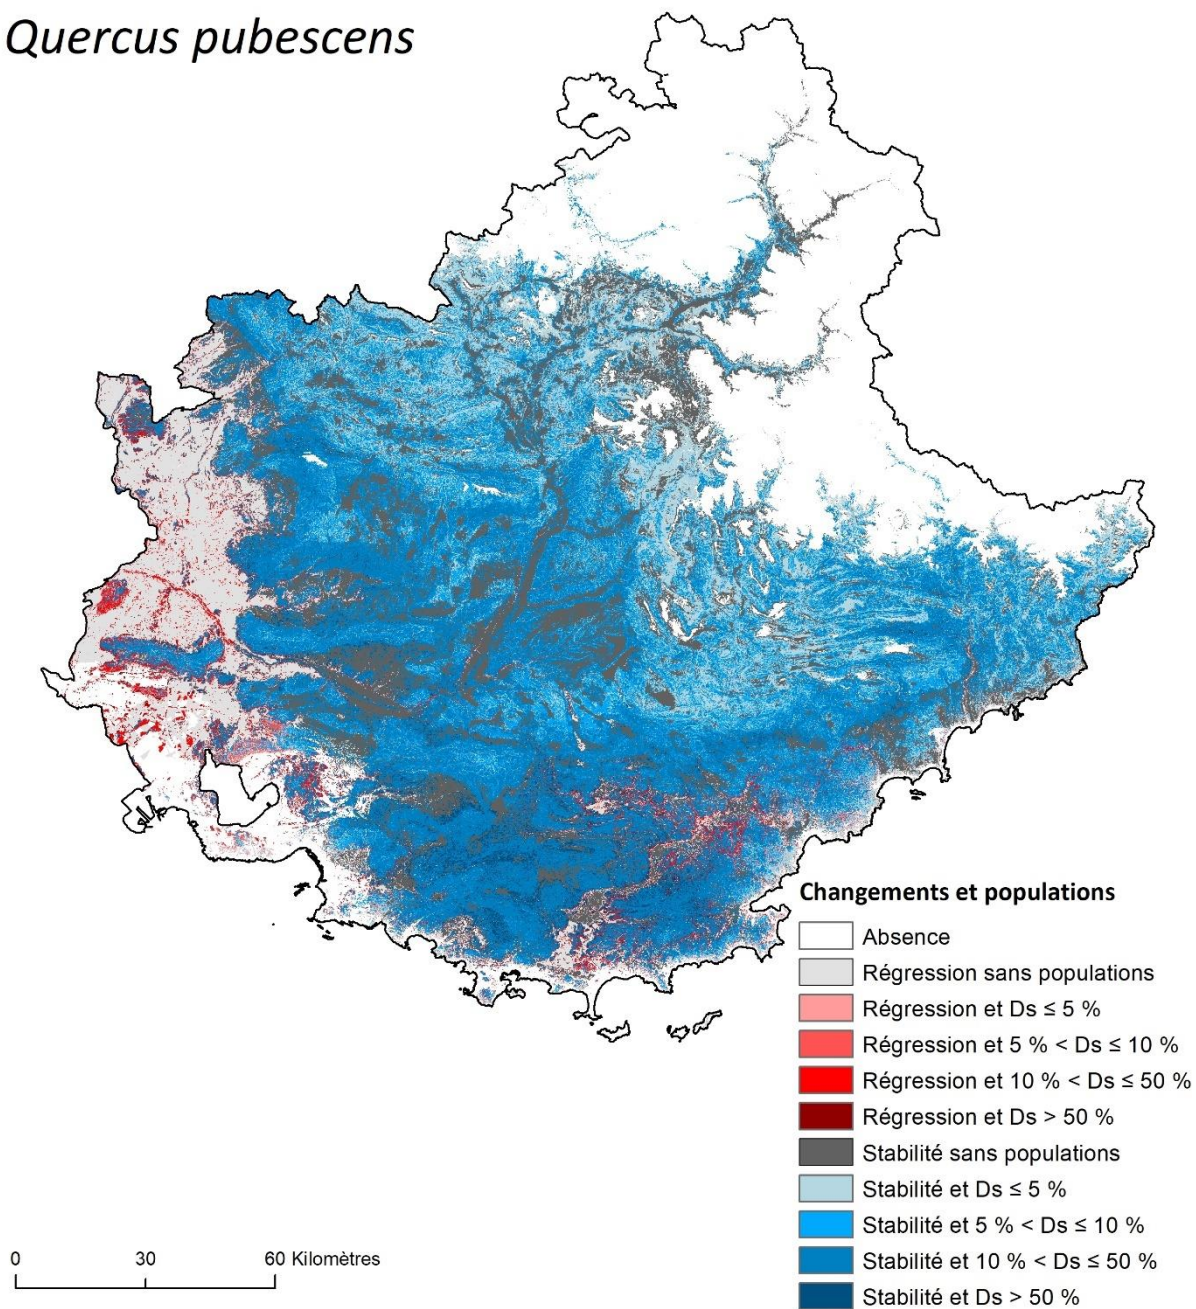 Quercus pubescens
Changements et populations
Absence
Régression sans populations
Régression et Ds ≤ 5 %
Régression et 5 % < Ds ≤ 10 %
Régression et 10 % < Ds ≤ 50 %
Régression et Ds > 50 %
Stabilité sans populations
Stabilité et Ds ≤ 5 %
Stabilité et 5 % < Ds ≤ 10 %
Stabilité et 10 % < Ds ≤ 50 %
Stabilité et Ds > 50 %
0 30 60 Kilomètres